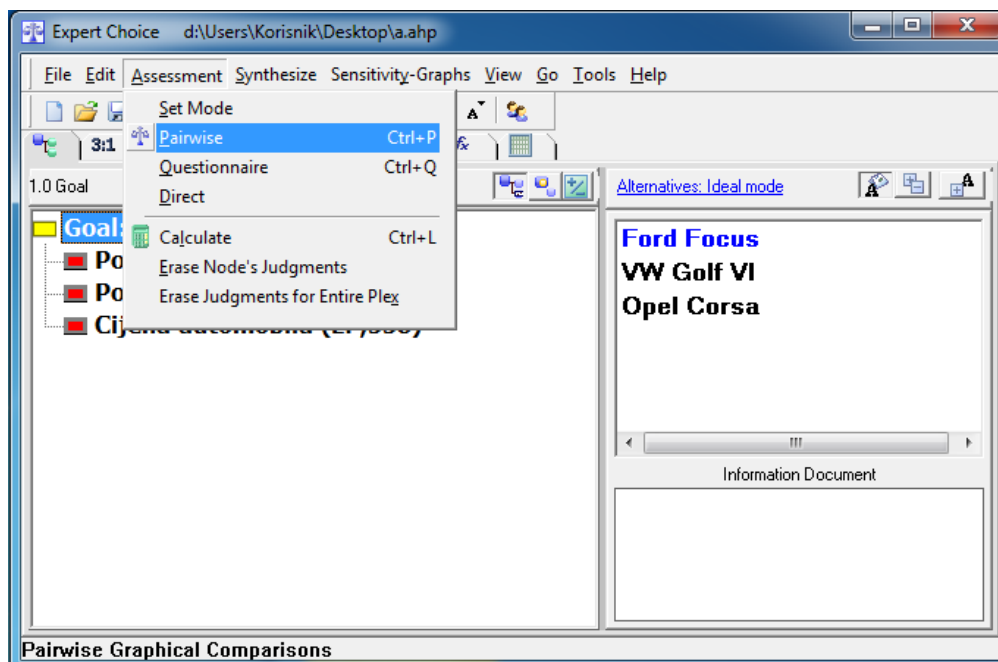 Expert Choice d:\Users\Korisnik\Desktop\a.ahp
File Edit Assessment Synthesize Sensitivity-Graphs View Go Tools Help
Set Mode
Pairwise Ctrl+P
Questionnaire Ctrl+Q
Direct
Calculate Ctrl+L
Erase Node's Judgments
Erase Judgments for Entire Plex
3:1
1.0 Goal
Goal:
Po
Po
Alternatives: Ideal mode
Ford Focus
VW Golf VI
Opel Corsa
Information Document
Pairwise Graphical Comparisons